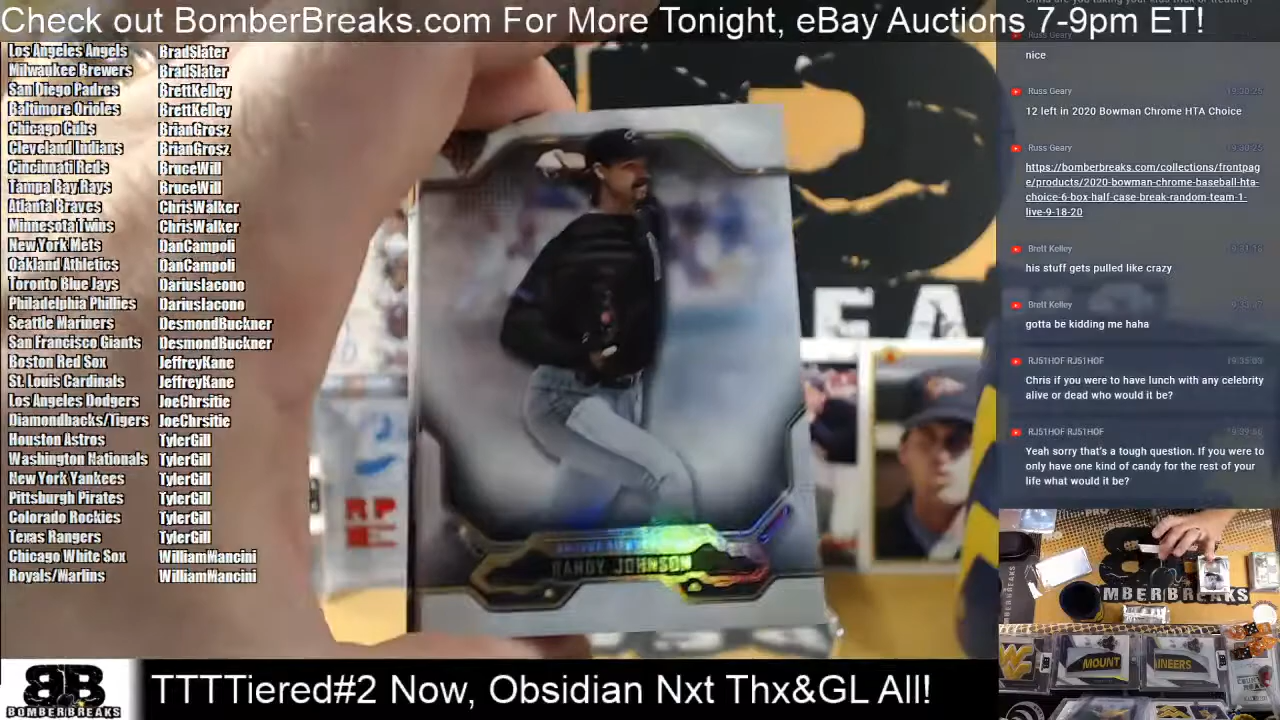 Check out BomberBreaks.com For More Tonight, eBay Auctions 7-9pm ET!
Los Angeles Angels BradSlater
Milwaukee Brewers BradSlater
San Diego Padres BrettKelley
Baltimore Orioles BrettKelley
Chicago Cubs BrianGrosz
Cleveland Indians BrianGrosz
Cincinnati Reds BruceWill
Tampa Bay Rays BruceWill
Atlanta Braves ChrisWalker
Minnesota Twins ChrisWalker
New York Mets DanCampoli
Oakland Athletics DanCampoli
Toronto Blue Jays DariusIacono
Philadelphia Phillies DariusIacono
Seattle Mariners DesmondBuckner
San Francisco Giants DesmondBuckner
Boston Red Sox JeffreyKane
St. Louis Cardinals JeffreyKane
Los Angeles Dodgers JoeChrsitie
Diamondbacks/Tigers JoeChrsitie
Houston Astros TylerGill
Washington Nationals TylerGill
New York Yankees TylerGill
Pittsburgh Pirates TylerGill
Colorado Rockies TylerGill
Texas Rangers TylerGill
Chicago White Sox WilliamMancini
Royals/Marlins WilliamMancini
RANDY JOHNSON
Russ Geary
nice
Russ Geary
12 left in 2020 Bowman Chrome HTA Choice
Russ Geary
https://bomberbreaks.com/collections/frontpag
e/products/2020-bowman-chrome-baseball-hta-
choice-6-box-half-case-break-random-team-1-
live-9-18-20
Brett Kelley
his stuff gets pulled like crazy
Brett Kelley
gotta be kidding me haha
RJ51HOF RJ51HOF
Chris if you were to have lunch with any celebrity
alive or dead who would it be?
RJ51HOF RJ51HOF
Yeah sorry that's a tough question. If you were to
only have one kind of candy for the rest of your
life what would it be?
BOMBERBREAKS
MOUNT
AINEERS
BB
BOMBERBREAKS
TTTTiered#2 Now, Obsidian Nxt Thx&GL All!